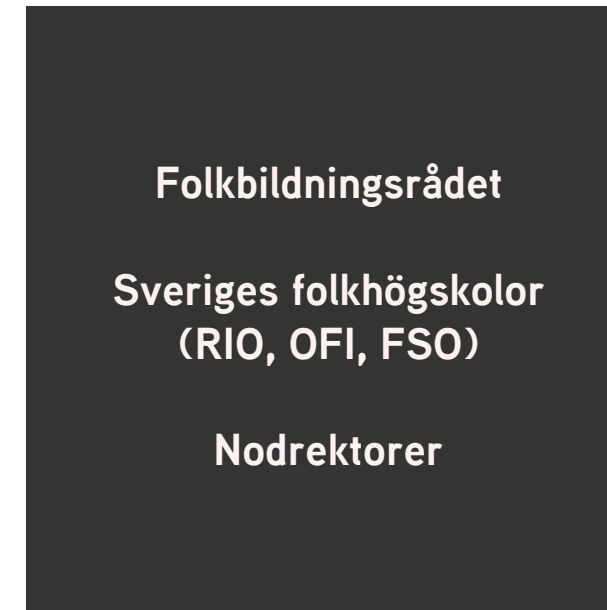 Folkbildningsrådet
Sveriges folkhögskolor
(RIO, OFI, FSO)
Nodrektorer